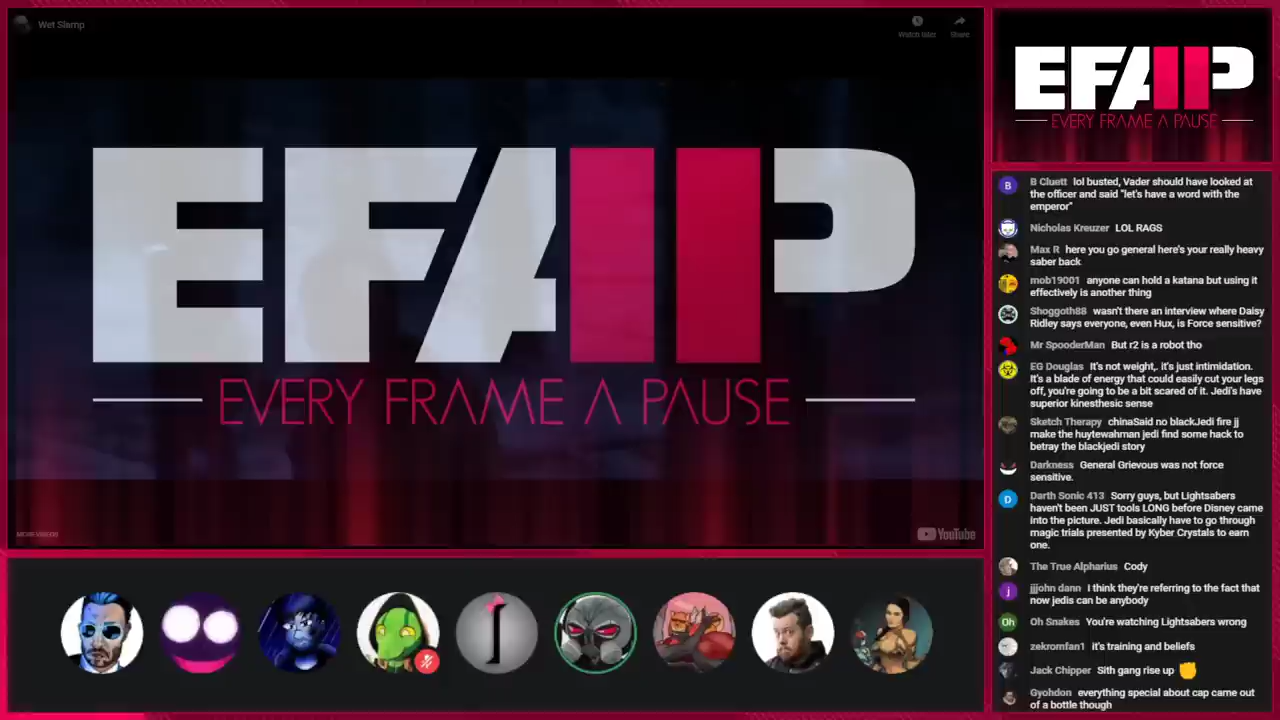 Wet Slamp
Watch later
Share
EFAP
EVERY FRAME A PAUSE
MORE VIDEOS
YouTube
EFAP
EVERY FRAME A PAUSE
B
B Cluett lol busted, Vader should have looked at
the officer and said "let's have a word with the
emperor"
Nicholas Kreuzer LOL RAGS
Max R here you go general here's your really heavy
saber back
mob19001 anyone can hold a katana but using it
effectively is another thing
Shoggoth88 wasn't there an interview where Daisy
Ridley says everyone, even Hux, is Force sensitive?
Mr SpooderMan But r2 is a robot tho
EG Douglas It's not weight,. it's just intimidation.
It's a blade of energy that could easily cut your legs
off, you're going to be a bit scared of it. Jedi's have
superior kinesthesic sense
Sketch Therapy chinaSaid no blackJedi fire jj
make the huytewahman jedi find some hack to
betray the blackjedi story
Darkness General Grievous was not force
sensitive.
D
Darth Sonic 413 Sorry guys, but Lightsabers
haven't been JUST tools LONG before Disney came
into the picture. Jedi basically have to go through
magic trials presented by Kyber Crystals to earn
one.
The True Alpharius Cody
j
jjjohn dann I think they're referring to the fact that
now jedis can be anybody
Oh
Oh Snakes You're watching Lightsabers wrong
zekromfan1 it's training and beliefs
Jack Chipper Sith gang rise up
Gyohdon everything special about cap came out
of a bottle though